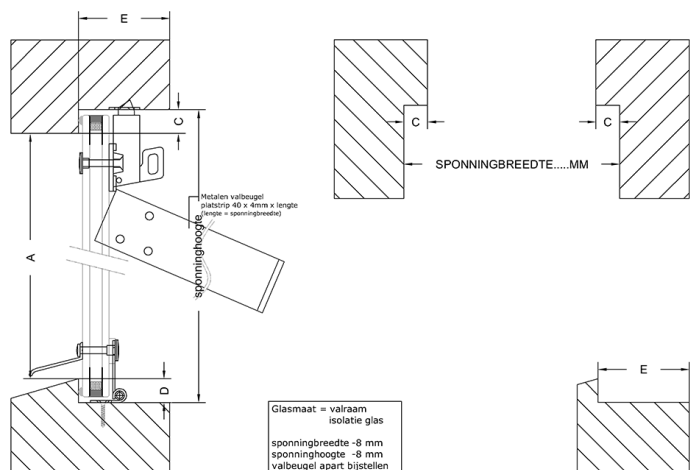 E
C
C
C
SPONNINGBREEDTE.....MM
Metalen valbeugel
platstrip 40 x 4mm x lengte
(lengte = sponningbreedte)
sponninghoogte
A
D
E
Glasmaat = valraam
isolatie glas
sponningbreedte -8 mm
sponninghoogte -8 mm
valbeugel apart bijstellen